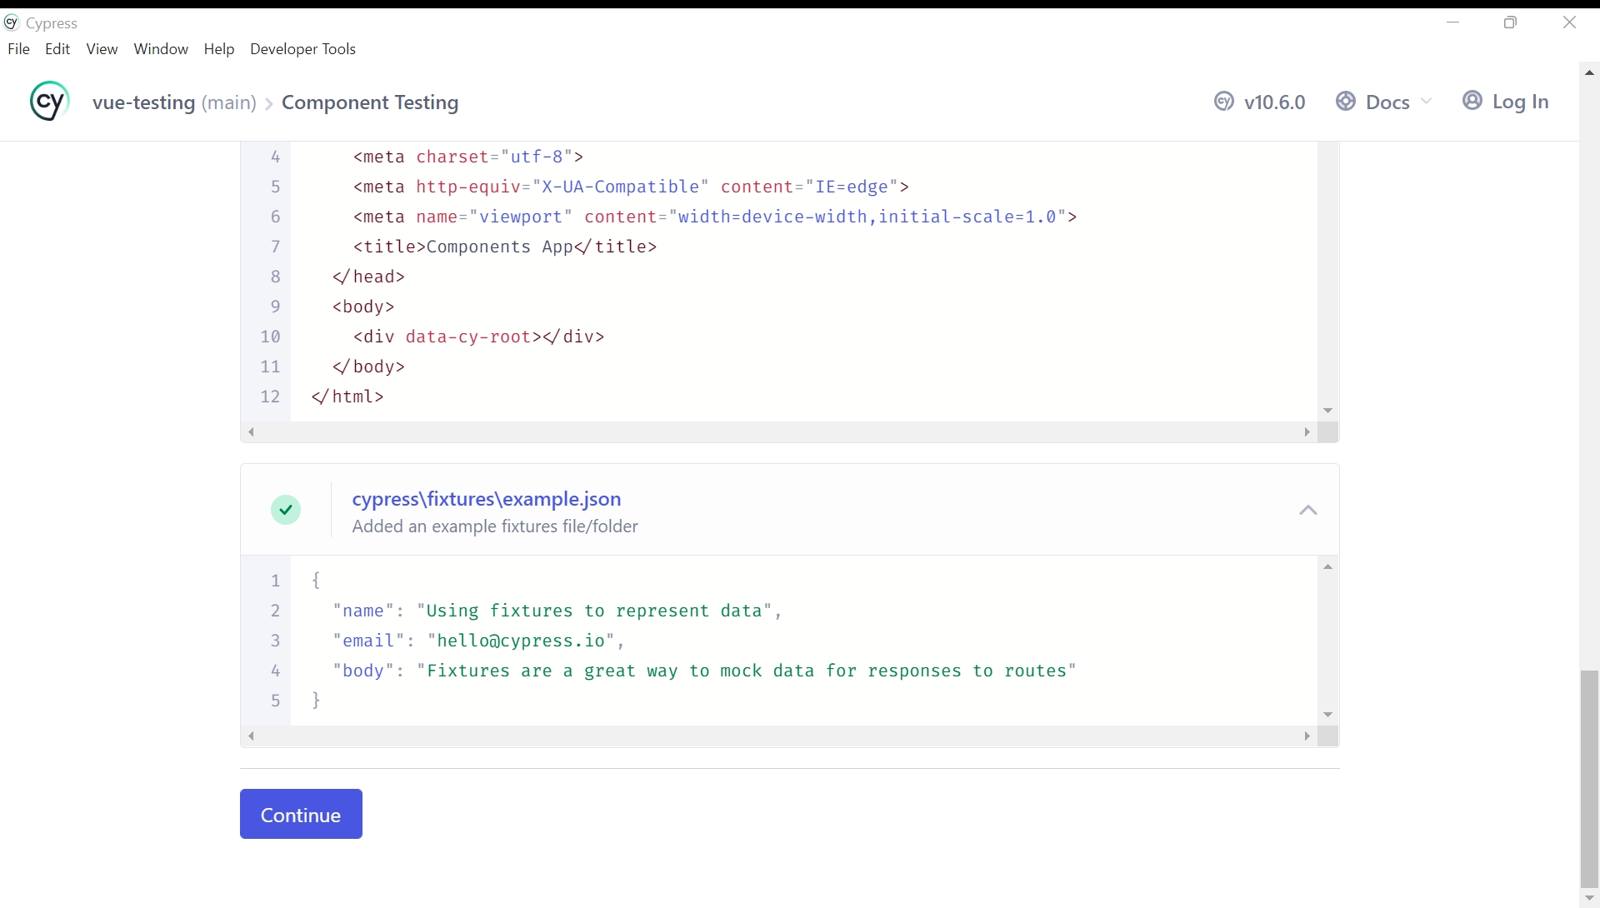 cy Cypress
File Edit View Window Help Developer Tools
cy vue-testing (main) > Component Testing cy v10.6.0 Docs Log In
4 <meta charset="utf-8">
5 <meta http-equiv="X-UA-Compatible" content="IE=edge">
6 <meta name="viewport" content="width=device-width,initial-scale=1.0">
7 <title>Components App</title>
8 </head>
9 <body>
10 <div data-cy-root></div>
11 </body>
12 </html>
cypress\fixtures\example.json
Added an example fixtures file/folder
1 {
2 "name": "Using fixtures to represent data",
3 "email": "hello@cypress.io",
4 "body": "Fixtures are a great way to mock data for responses to routes"
5 }
Continue